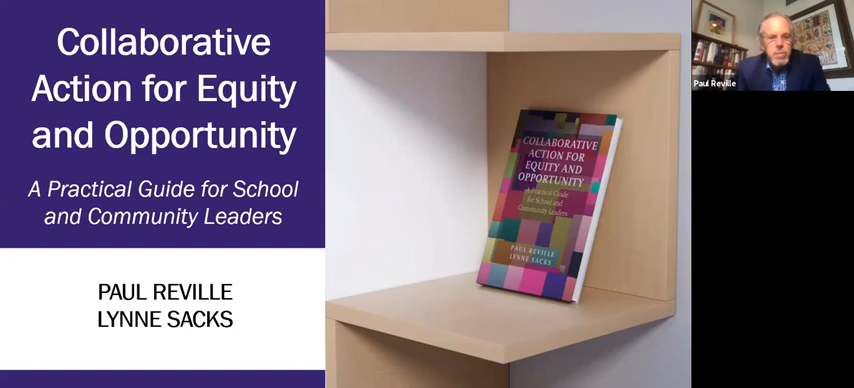 Collaborative
Action for Equity
and Opportunity
A Practical Guide for School
and Community Leaders
PAUL REVILLE
LYNNE SACKS
COLLABORATIVE
ACTION FOR
EQUITY AND
OPPORTUNITY
A Practical Guide
for School and
Community Leaders
PAUL REVILLE
LYNNE SACKS
Paul Reville